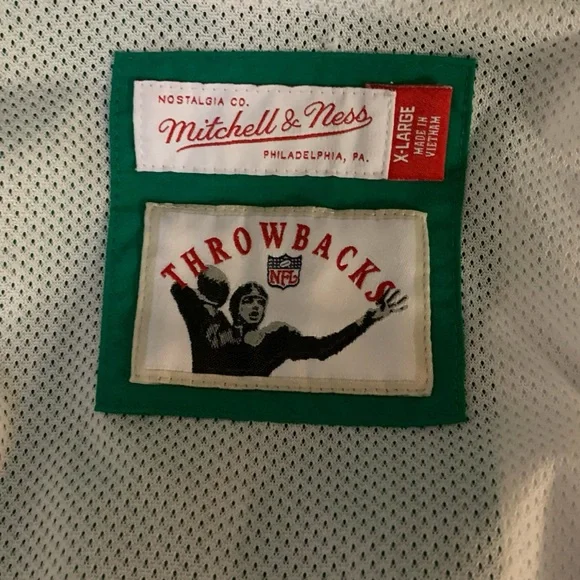 NOSTALGIA CO.
Mitchell & Ness
PHILADELPHIA, PA.
X-LARGE
MADE IN
VIETNAM
THROWBACKS
NFL